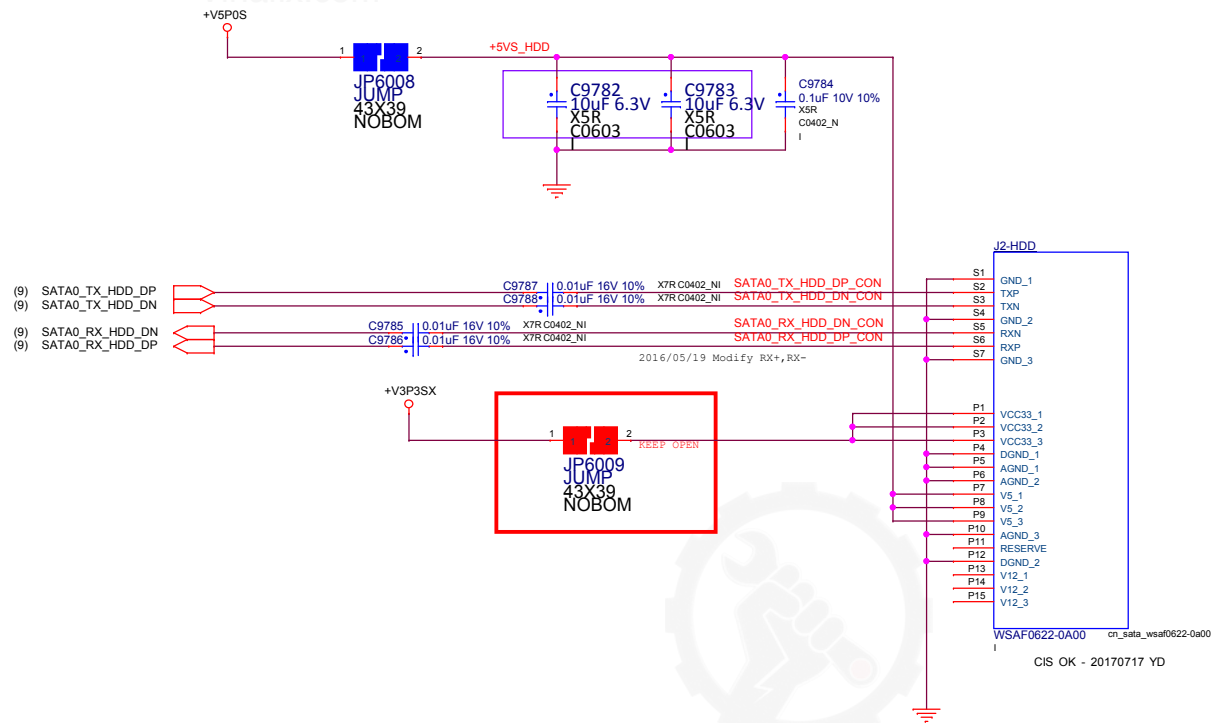 +V5P0S
1
2
+5VS_HDD
1 2
JP6008
JUMP
43X39
NOBOM
C9782
10uF 6.3V
X5R
C0603
C9783
10uF 6.3V
X5R
C0603
C9784
0.1uF 10V 10%
X5R
C0402_N
I
I
I
J2-HDD
(9) SATA0_TX_HDD_DP
C9787 0.01uF 16V 10% X7R C0402_NI SATA0_TX_HDD_DP_CON
(9) SATA0_TX_HDD_DN
C9788 0.01uF 16V 10% X7R C0402_NI SATA0_TX_HDD_DN_CON
(9) SATA0_RX_HDD_DN
C9785 0.01uF 16V 10% X7R C0402_NI SATA0_RX_HDD_DN_CON
(9) SATA0_RX_HDD_DP
C9786 0.01uF 16V 10% X7R C0402_NI SATA0_RX_HDD_DP_CON
2016/05/19 Modify RX+,RX-
S1 GND_1
S2 TXP
S3 TXN
S4 GND_2
S5 RXN
S6 RXP
S7 GND_3
+V3P3SX
1
2
KEEP OPEN
1 2
JP6009
JUMP
43X39
NOBOM
P1 VCC33_1
P2 VCC33_2
P3 VCC33_3
P4 DGND_1
P5 AGND_1
P6 AGND_2
P7 V5_1
P8 V5_2
P9 V5_3
P10 AGND_3
P11 RESERVE
P12 DGND_2
P13 V12_1
P14 V12_2
P15 V12_3
WSAF0622-0A00
cn_sata_wsaf0622-0a00
I
CIS OK - 20170717 YD